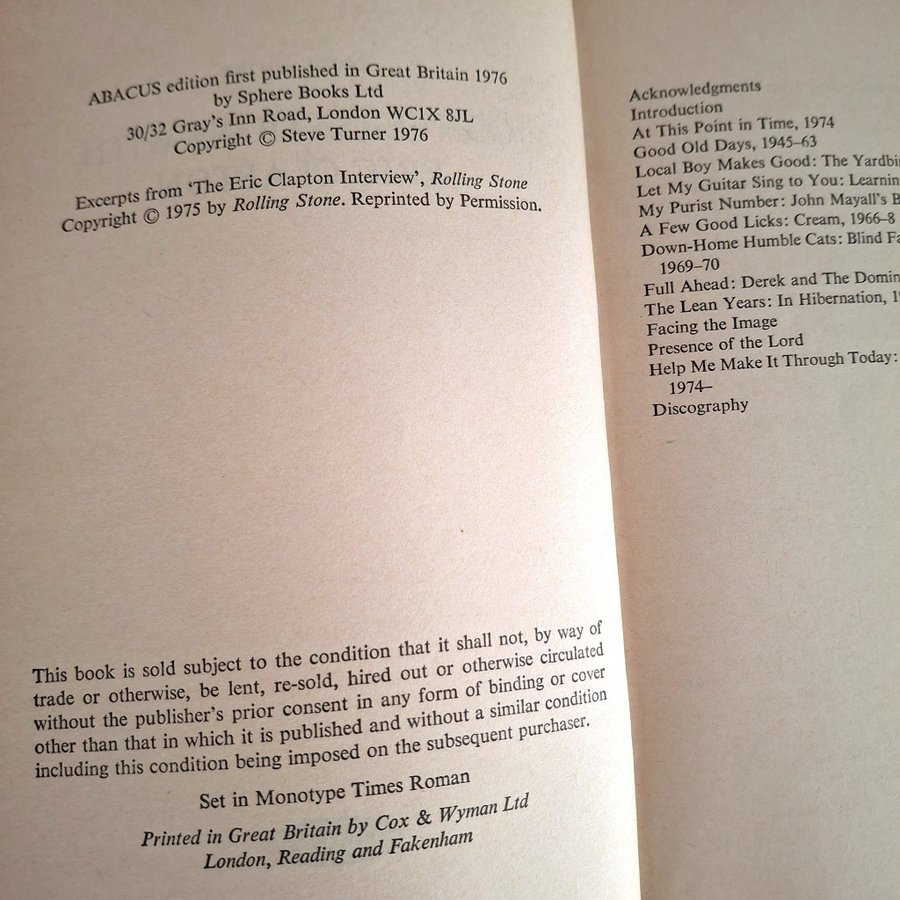 ABACUS edition first published in Great Britain 1976
by Sphere Books Ltd
30/32 Gray's Inn Road, London WC1X 8JL
Copyright © Steve Turner 1976
Excerpts from 'The Eric Clapton Interview', Rolling Stone
Copyright © 1975 by Rolling Stone. Reprinted by Permission.
This book is sold subject to the condition that it shall not, by way of
trade or otherwise, be lent, re-sold, hired out or otherwise circulated
without the publisher's prior consent in any form of binding or cover
other than that in which it is published and without a similar condition
including this condition being imposed on the subsequent purchaser.
Set in Monotype Times Roman
Printed in Great Britain by Cox & Wyman Ltd
London, Reading and Fakenham
Acknowledgments
Introduction
At This Point in Time, 1974
Good Old Days, 1945–63
Local Boy Makes Good: The
Let My Guitar Sing to You:
My Purist Number: John Mayall's
A Few Good Licks: Cream, 1966–8
Down-Home Humble Cats: Blind
1969–70
Full Ahead: Derek and The
The Lean Years: In Hibernation,
Facing the Image
Presence of the Lord
Help Me Make It Through Today:
1974–
Discography